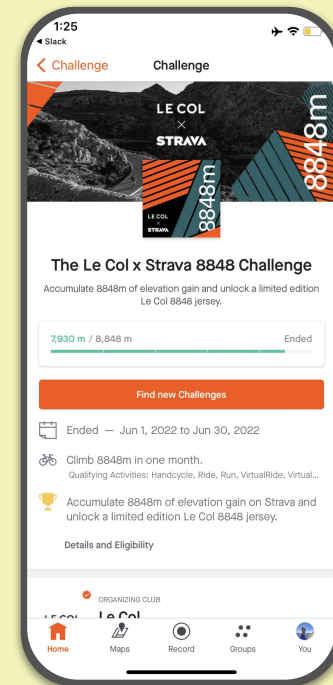 1:25
◀ Slack
Challenge
Challenge
LE COL
×
STRAVA
8848m
LE COL
×
STRAVA
8848m
The Le Col x Strava 8848 Challenge
Accumulate 8848m of elevation gain and unlock a limited edition
Le Col 8848 jersey.
7,930 m / 8,848 m
Ended
Find new Challenges
Ended — Jun 1, 2022 to Jun 30, 2022
Climb 8848m in one month.
Qualifying Activities: Handcycle, Ride, Run, VirtualRide, Virtual...
Accumulate 8848m of elevation gain on Strava and
unlock a limited edition Le Col 8848 jersey.
Details and Eligibility
ORGANIZING CLUB
LE COL
Le Col
Home
Maps
Record
Groups
You